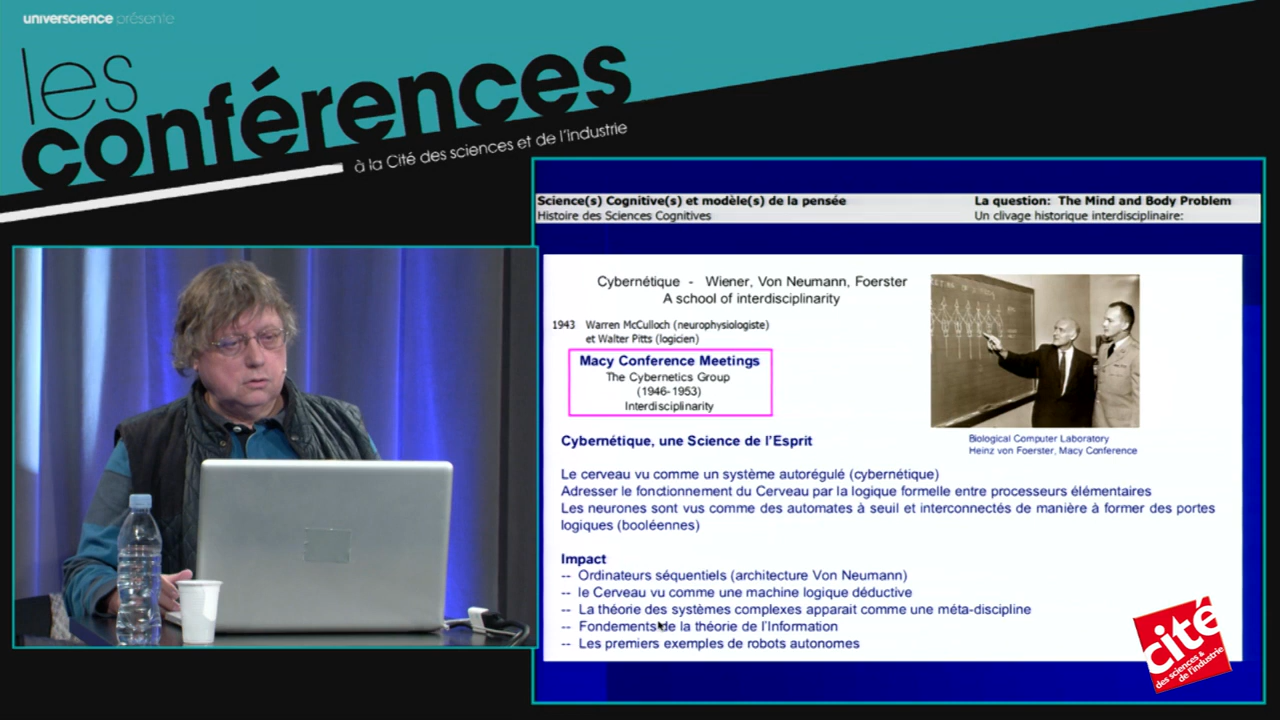 universcience présente
les
conférences
à la Cité des sciences et de l'industrie
Science(s) Cognitive(s) et modèle(s) de la pensée
La question: The Mind and Body Problem
Histoire des Sciences Cognitives
Un clivage historique interdisciplinaire:
Cybernétique - Wiener, Von Neumann, Foerster
A school of interdisciplinarity
1943 Warren McCulloch (neurophysiologiste)
et Walter Pitts (logicien)
Macy Conference Meetings
The Cybernetics Group
(1946-1953)
Interdisciplinarity
Biological Computer Laboratory
Heinz von Foerster, Macy Conference
Cybernétique, une Science de l'Esprit
Le cerveau vu comme un système autorégulé (cybernétique)
Adresser le fonctionnement du Cerveau par la logique formelle entre processeurs élémentaires
Les neurones sont vus comme des automates à seuil et interconnectés de manière à former des portes
logiques (booléennes)
Impact
-- Ordinateurs séquentiels (architecture Von Neumann)
-- le Cerveau vu comme une machine logique déductive
-- La théorie des systèmes complexes apparait comme une méta-discipline
-- Fondements de la théorie de l'Information
-- Les premiers exemples de robots autonomes
cité
des sciences &
de l'industrie